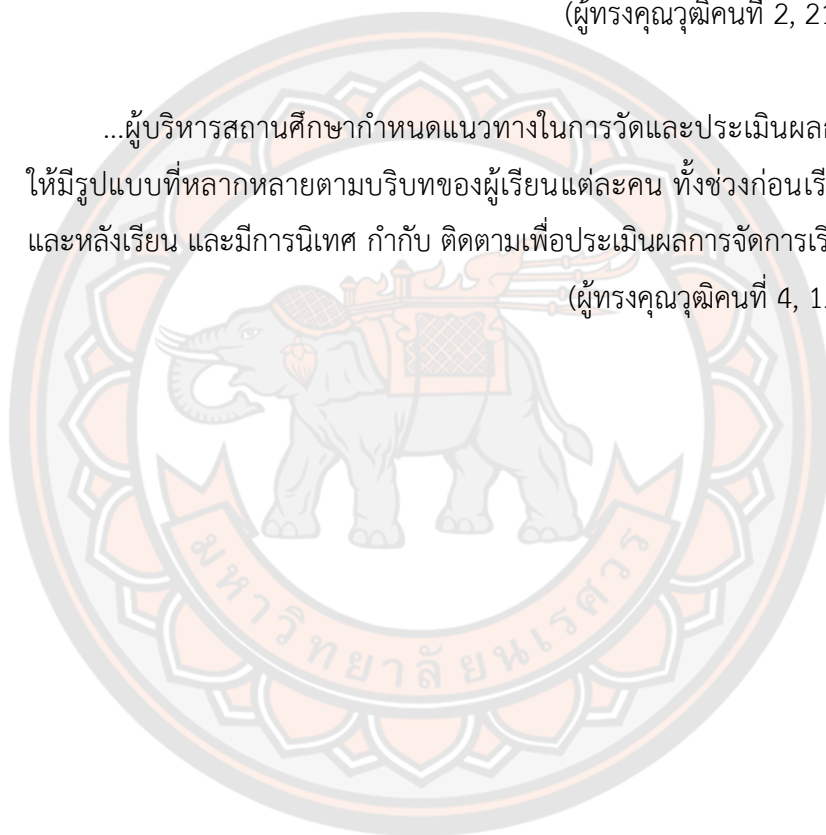 (ผู้ทรงคุณวุฒิคนที่ 2, 21
...ผู้บริหารสถานศึกษากำหนดแนวทางในการวัดและประเมินผล
ให้มีรูปแบบที่หลากหลายตามบริบทของผู้เรียนแต่ละคน ทั้งช่วงก่อนเรี
และหลังเรียน และมีการนิเทศ กำกับ ติดตามเพื่อประเมินผลการจัดการเรี
(ผู้ทรงคุณวุฒิคนที่ 4, 1
มหาวิทยาลัยนเรศวร